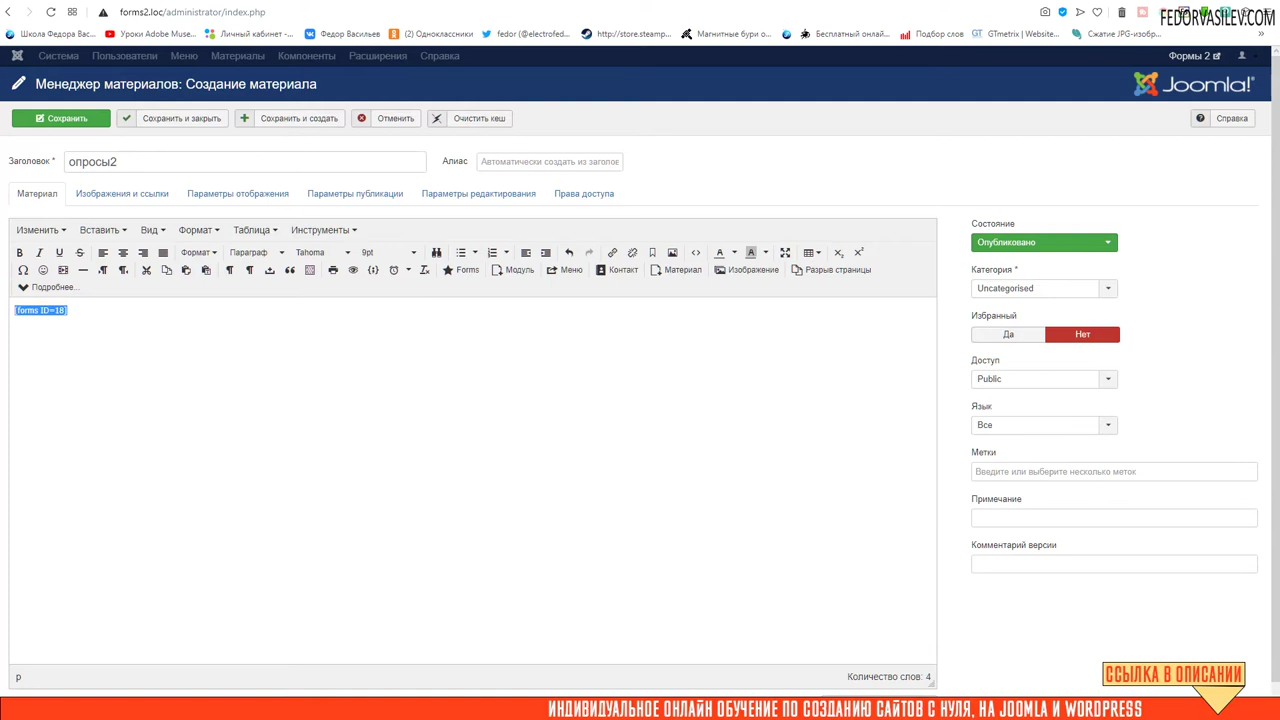 forms2.loc/administrator/index.php
FEDORVASILEV.COM
Школа Федора Вас... Уроки Adobe Muse... Личный кабинет -... Федор Васильев (2) Одноклассники fedor (@electrofed... http://store.steamp... Магнитные бури о... Бесплатный онлай... Подбор слов GTmetrix | Website... Сжатие JPG-изобр... »
Система Пользователи Меню Материалы Компоненты Расширения Справка Формы 2
Менеджер материалов: Создание материала Joomla!®
Сохранить Сохранить и закрыть Сохранить и создать Отменить Очистить кеш Справка
Заголовок * опросы2 Алиас Автоматически создать из заголов
Материал Изображения и ссылки Параметры отображения Параметры публикации Параметры редактирования Права доступа
Изменить Вставить Вид Формат Таблица Инструменты
B I U S Формат Параграф Tahoma 9pt
Forms Модуль Меню Контакт Материал Изображение Разрыв страницы
Подробнее...
[forms ID=18]
Состояние
Опубликовано
Категория *
Uncategorised
Избранный
Да Нет
Доступ
Public
Язык
Все
Метки
Введите или выберите несколько меток
Примечание
Комментарий версии
p Количество слов: 4
ССЫЛКА В ОПИСАНИИ
ИНДИВИДУАЛЬНОЕ ОНЛАЙН ОБУЧЕНИЕ ПО СОЗДАНИЮ САЙТОВ С НУЛЯ, НА JOOMLA И WORDPRESS